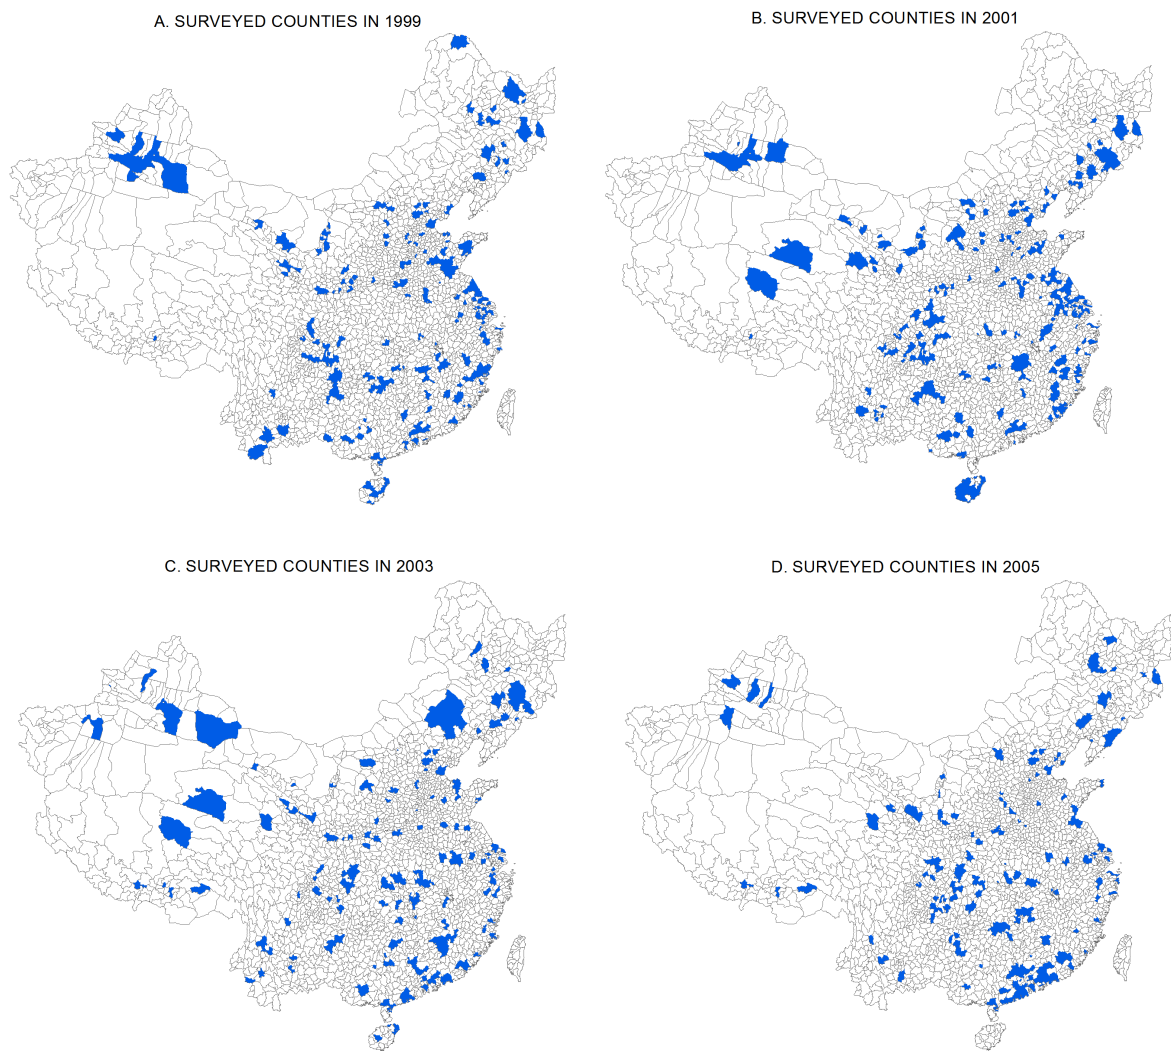 A. SURVEYED COUNTIES IN 1999
B. SURVEYED COUNTIES IN 2001
C. SURVEYED COUNTIES IN 2003
D. SURVEYED COUNTIES IN 2005